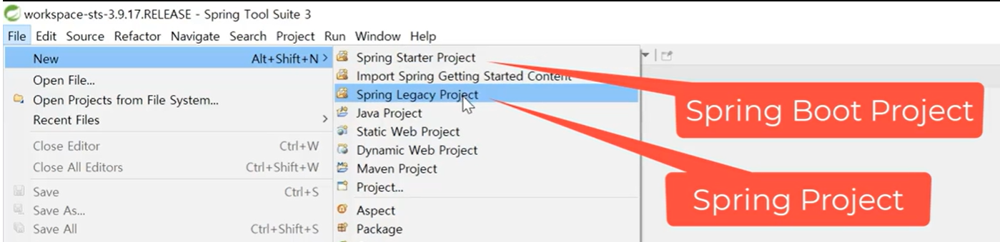 workspace-sts-3.9.17.RELEASE - Spring Tool Suite 3
File Edit Source Refactor Navigate Search Project Run Window Help
New Alt+Shift+N >
Open File...
Open Projects from File System...
Recent Files >
Close Editor Ctrl+W
Close All Editors Ctrl+Shift+W
Save Ctrl+S
Save As...
Save All Ctrl+Shift+S
Spring Starter Project
Import Spring Getting Started Content
Spring Legacy Project
Java Project
Static Web Project
Dynamic Web Project
Maven Project
Project...
Aspect
Package
Spring Boot Project
Spring Project